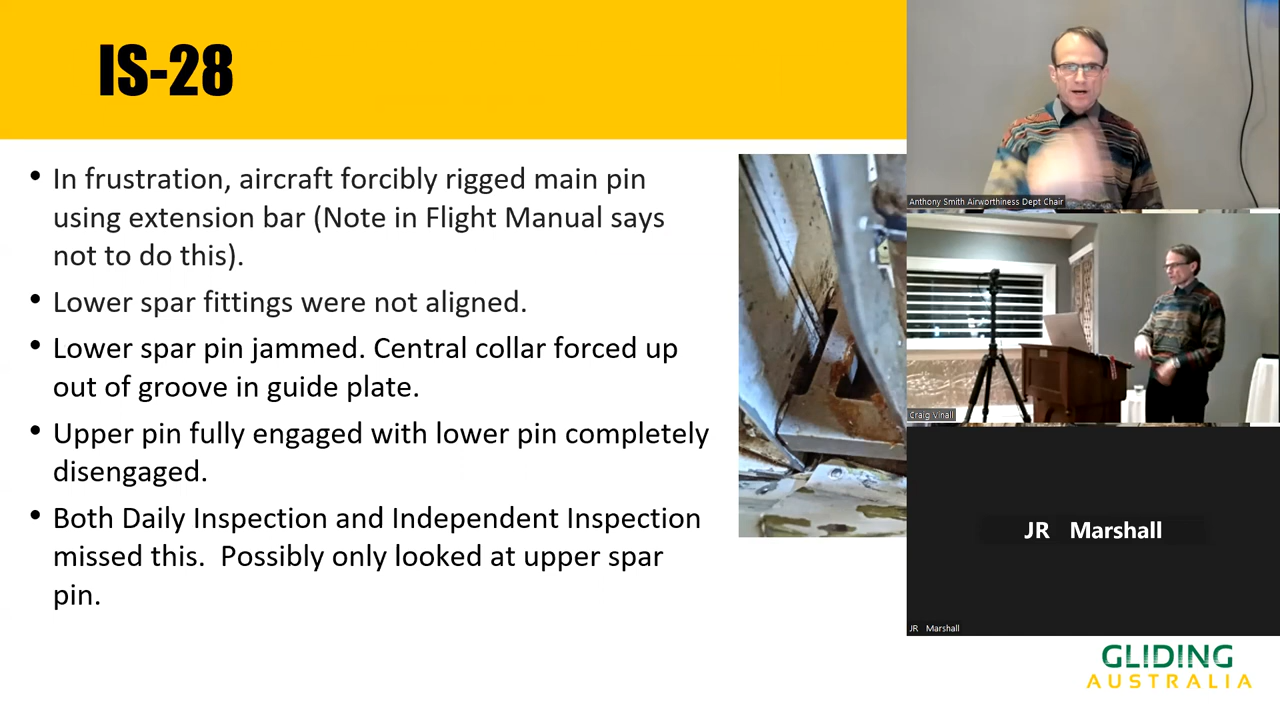 IS-28
• In frustration, aircraft forcibly rigged main pin
using extension bar (Note in Flight Manual says
not to do this).
• Lower spar fittings were not aligned.
• Lower spar pin jammed. Central collar forced up
out of groove in guide plate.
• Upper pin fully engaged with lower pin completely
disengaged.
• Both Daily Inspection and Independent Inspection
missed this.  Possibly only looked at upper spar
pin.
Anthony Smith Airworthiness Dept Chair
Craig Vinall
JR Marshall
JR Marshall
GLIDING
AUSTRALIA